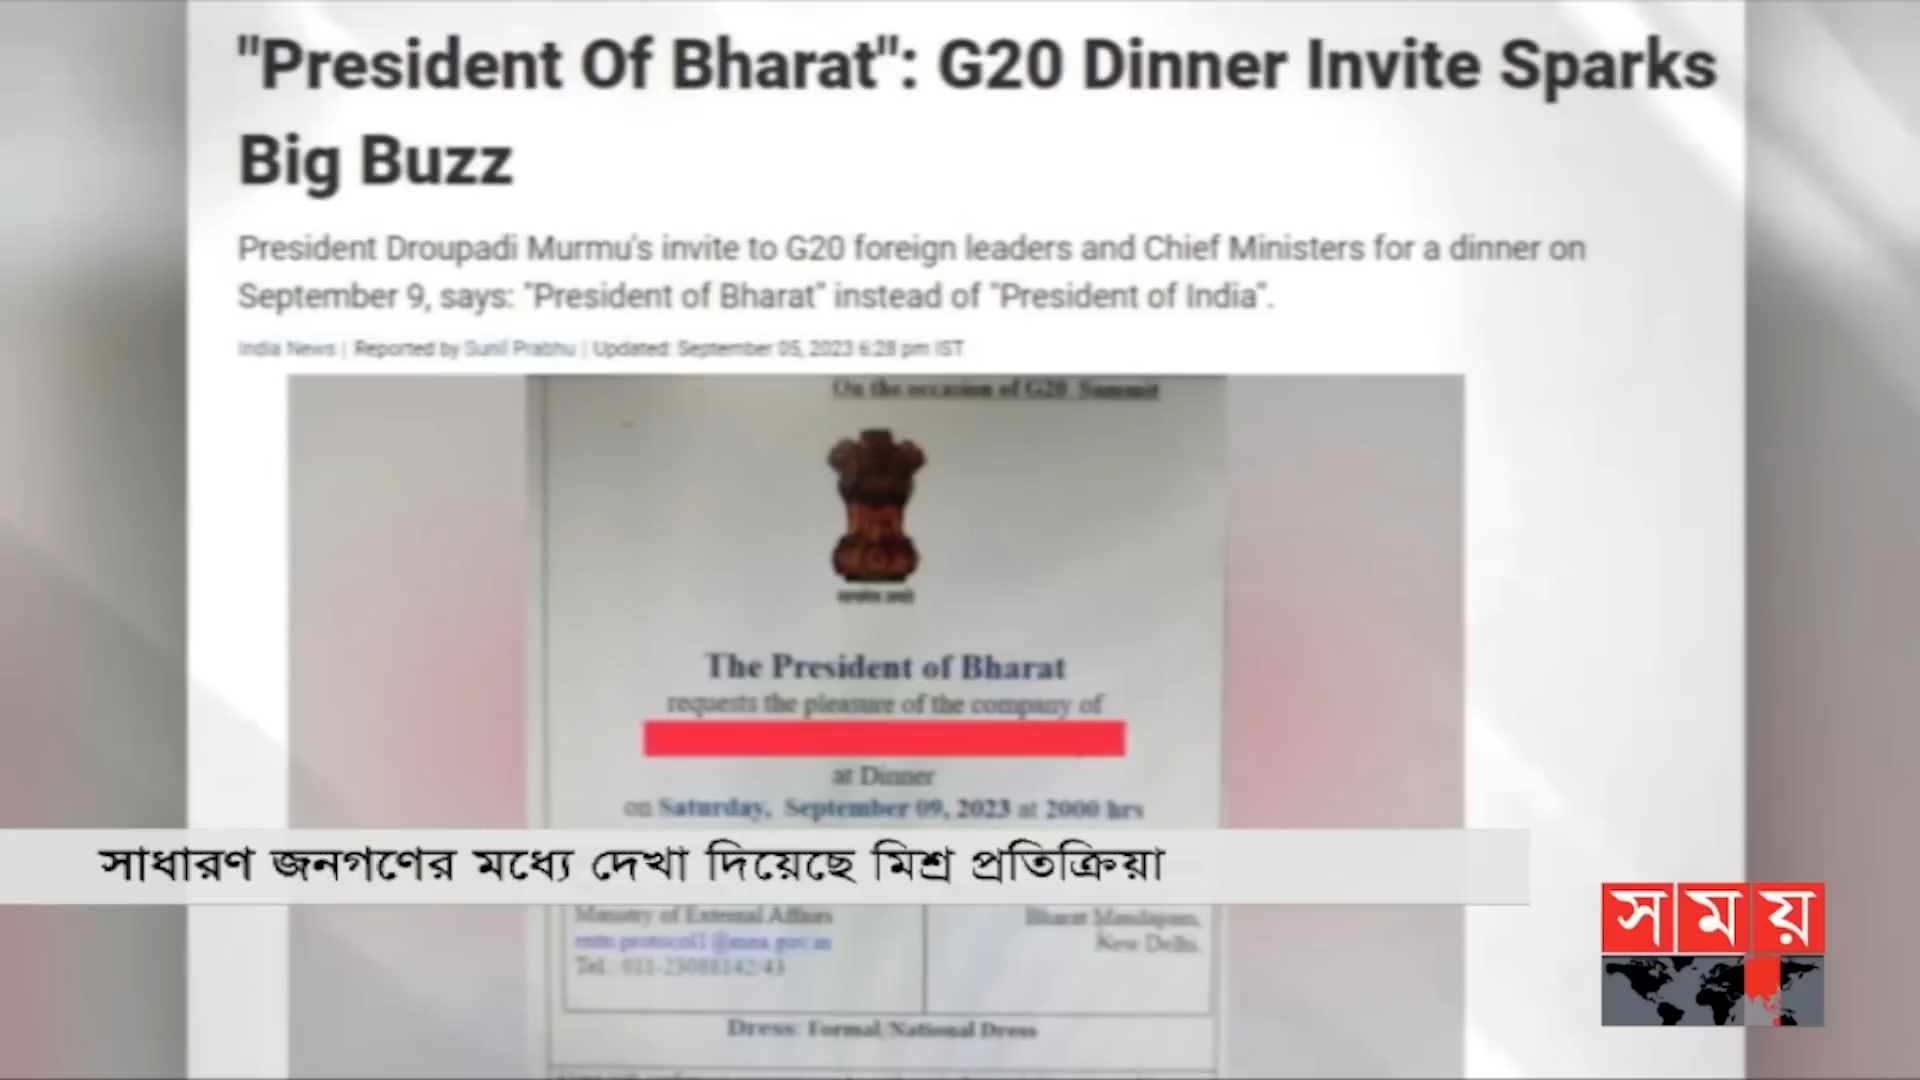 "President Of Bharat": G20 Dinner Invite Sparks
Big Buzz
President Droupadi Murmu's invite to G20 foreign leaders and Chief Ministers for a dinner on
September 9, says: "President of Bharat" instead of "President of India".
India News | Reported by Sunil Prabhu | Updated: September 05, 2023 6:28 pm IST
On the occasion of G20 Summit
The President of Bharat
requests the pleasure of the company of
at Dinner
on Saturday, September 09, 2023 at 2000 hrs
সাধারণ জনগণের মধ্যে দেখা দিয়েছে মিশ্র প্রতিক্রিয়া
Ministry of External Affairs
Bharat Mandapam,
New Delhi.
Tel.: 011-23088142/43
Dress: Formal/National Dress
সময়